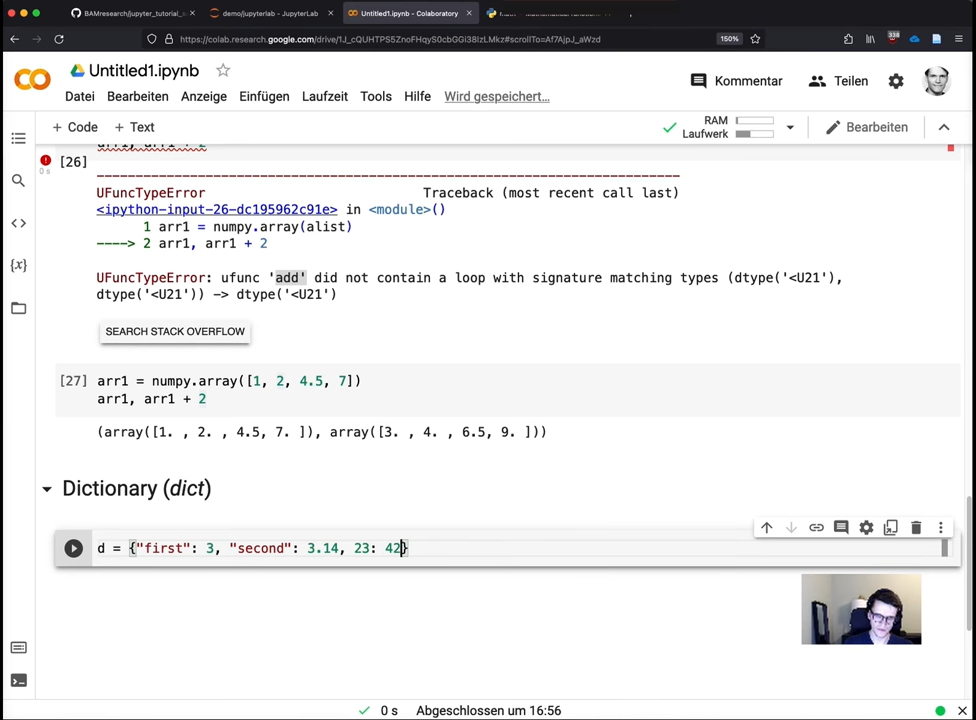 BAMresearch/jupyter_tutorial_s
demo/jupyterlab - JupyterLab
Untitled1.ipynb - Colaboratory
https://colab.research.google.com/drive/1J_cQUHTPS5ZnoFHqyS0cbGGi38IzLMkz#scrollTo=Af7AjpJ_aWzd
150%
Untitled1.ipynb
Kommentar
Teilen
Datei Bearbeiten Anzeige Einfügen Laufzeit Tools Hilfe Wird gespeichert…
+ Code + Text
RAM
Laufwerk
Bearbeiten
arr1, arr1 + 2
[26]
0 s
UFuncTypeError Traceback (most recent call last)
<ipython-input-26-dc195962c91e> in <module>()
1 arr1 = numpy.array(alist)
----> 2 arr1, arr1 + 2
UFuncTypeError: ufunc 'add' did not contain a loop with signature matching types (dtype('<U21'),
dtype('<U21')) -> dtype('<U21')
SEARCH STACK OVERFLOW
[27] arr1 = numpy.array([1, 2, 4.5, 7])
arr1, arr1 + 2
(array([1. , 2. , 4.5, 7. ]), array([3. , 4. , 6.5, 9. ]))
Dictionary (dict)
d = {"first": 3, "second": 3.14, 23: 42}
0 s Abgeschlossen um 16:56